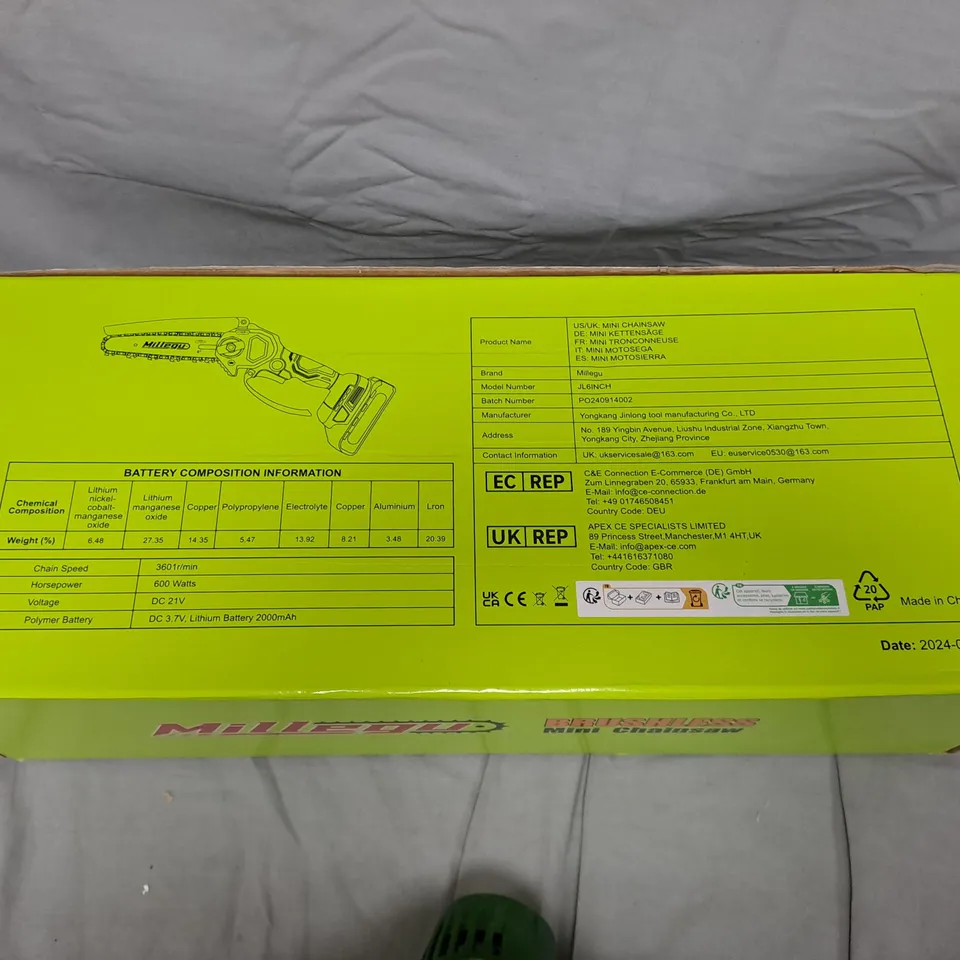 Millegu
BATTERY COMPOSITION INFORMATION
Chemical Composition
Lithium nickel-cobalt-manganese oxide
Lithium manganese oxide
Copper
Polypropylene
Electrolyte
Copper
Aluminium
Lron
Weight (%)
6.48
27.35
14.35
5.47
13.92
8.21
3.48
20.39
Chain Speed
3601r/min
Horsepower
600 Watts
Voltage
DC 21V
Polymer Battery
DC 3.7V, Lithium Battery 2000mAh
Product Name
US/UK: MINI CHAINSAW
DE: MINI KETTENSÄGE
FR: MINI TRONCONNEUSE
IT: MINI MOTOSEGA
ES: MINI MOTOSIERRA
Brand
Millegu
Model Number
JL6INCH
Batch Number
PO240914002
Manufacturer
Yongkang Jinlong tool manufacturing Co., LTD
Address
No. 189 Yingbin Avenue, Liushu Industrial Zone, Xiangzhu Town,
Yongkang City, Zhejiang Province
Contact Information
UK: ukservicesale@163.com EU: euservice0530@163.com
EC REP
C&E Connection E-Commerce (DE) GmbH
Zum Linnegraben 20, 65933, Frankfurt am Main, Germany
E-Mail: info@ce-connection.de
Tel: +49 01746508451
Country Code: DEU
UK REP
APEX CE SPECIALISTS LIMITED
89 Princess Street,Manchester,M1 4HT,UK
E-Mail: info@apex-ce.com
Tel:+441616371080
Country Code: GBR
UK
CA
CE
20
PAP
Made in Ch
Date: 2024-0
Millegu
BRUSHLESS
Mini Chainsaw